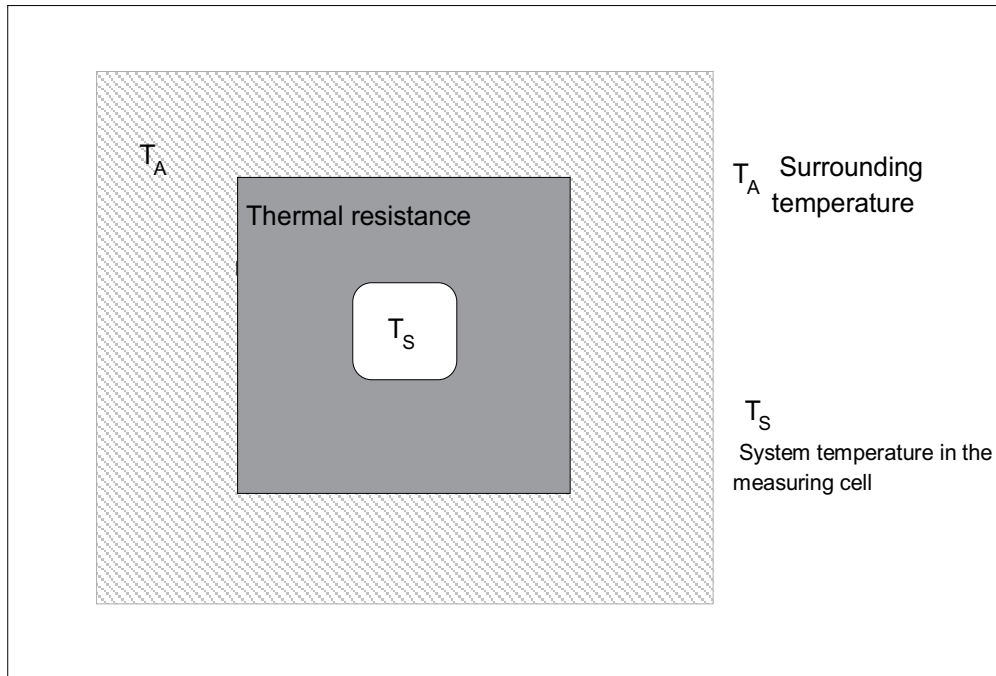 T_A
Thermal resistance
T_S
T_A Surrounding
temperature
T_S
System temperature in the
measuring cell